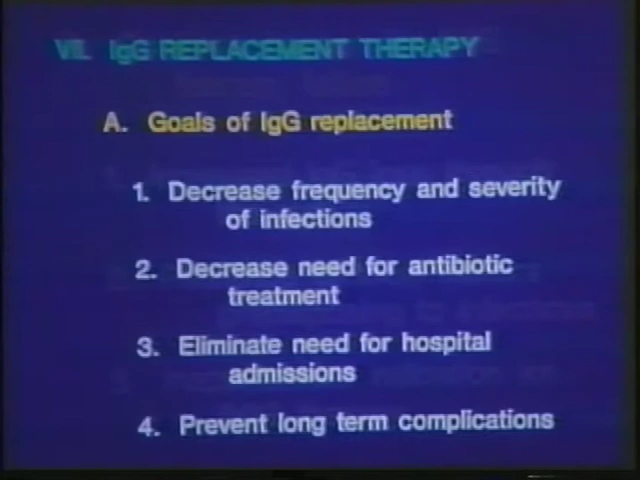 VII. IgG REPLACEMENT THERAPY
A. Goals of IgG replacement
1. Decrease frequency and severity
of infections
2. Decrease need for antibiotic
treatment
3. Eliminate need for hospital
admissions
4. Prevent long term complications